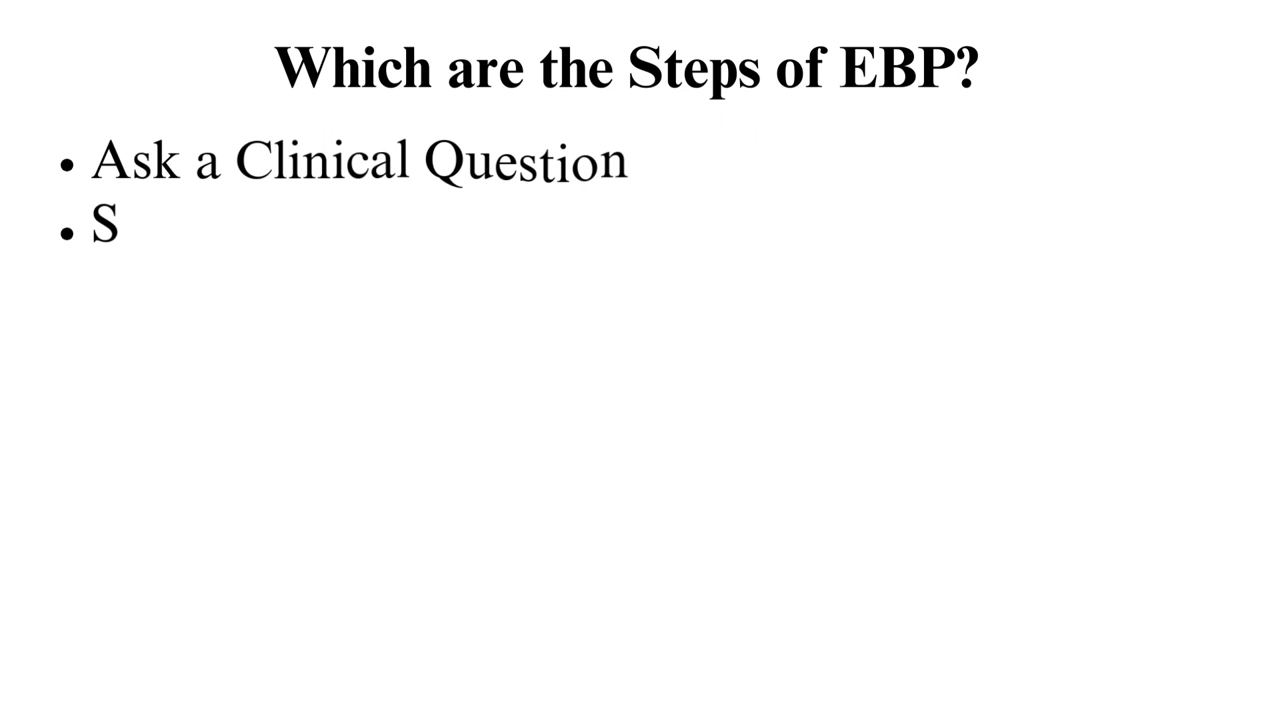 Which are the Steps of EBP?
• Ask a Clinical Question
• S